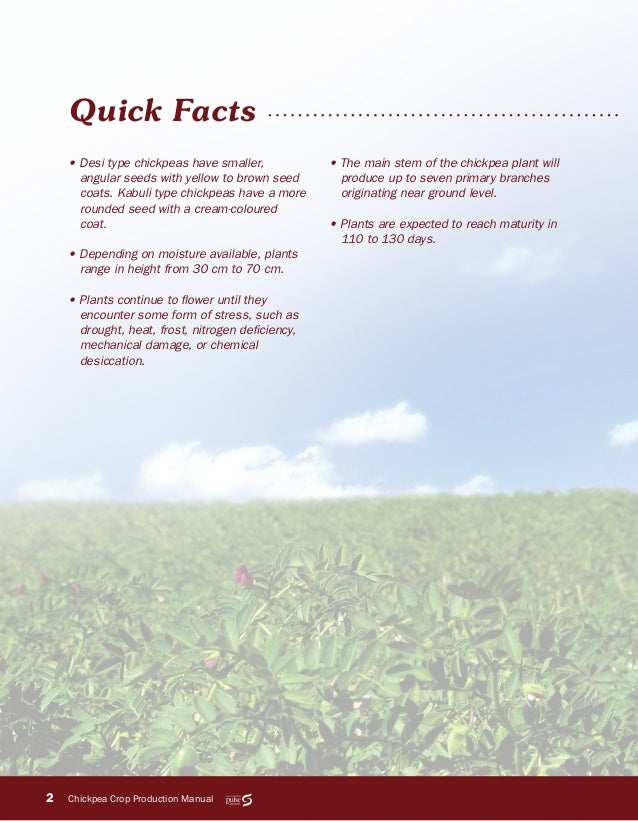 Quick Facts
• Desi type chickpeas have smaller,
angular seeds with yellow to brown seed
coats. Kabuli type chickpeas have a more
rounded seed with a cream-coloured
coat.
• Depending on moisture available, plants
range in height from 30 cm to 70 cm.
• Plants continue to flower until they
encounter some form of stress, such as
drought, heat, frost, nitrogen deficiency,
mechanical damage, or chemical
desiccation.
• The main stem of the chickpea plant will
produce up to seven primary branches
originating near ground level.
• Plants are expected to reach maturity in
110 to 130 days.
2 Chickpea Crop Production Manual
pulse